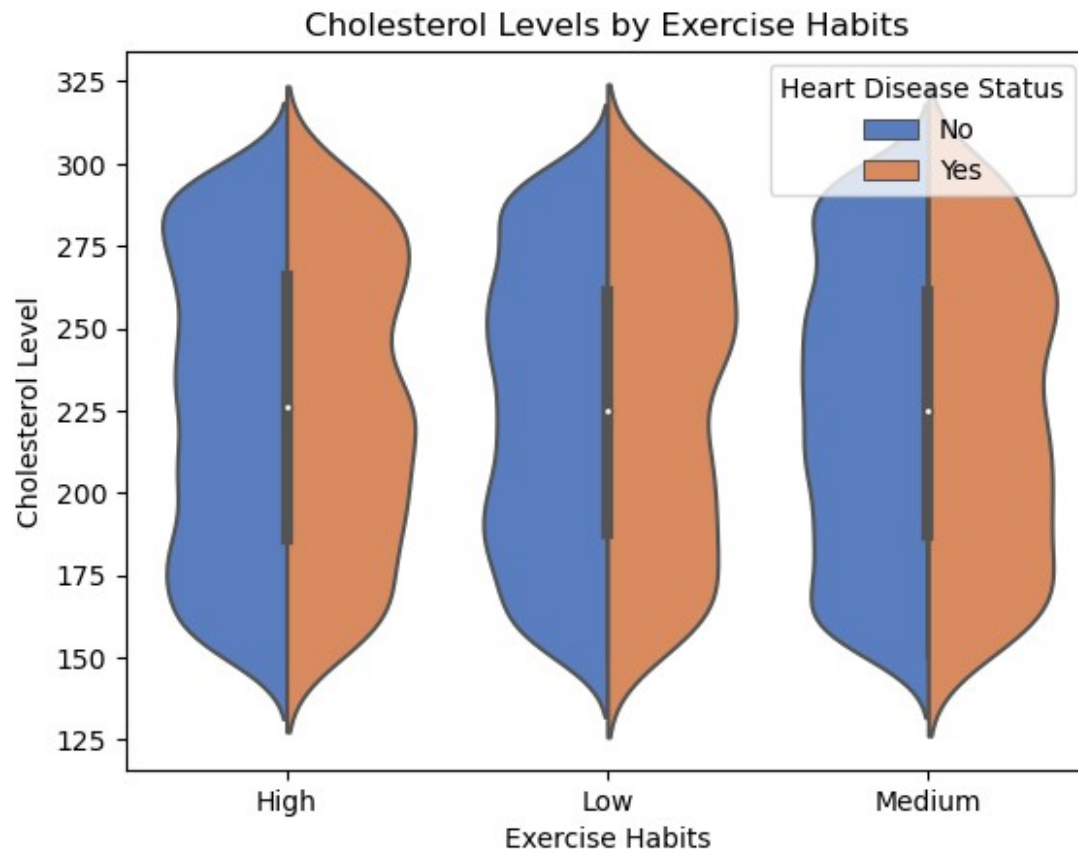 Cholesterol Levels by Exercise Habits
Heart Disease Status
No
Yes
Cholesterol Level
325
300
275
250
225
200
175
150
125
High
Low
Medium
Exercise Habits